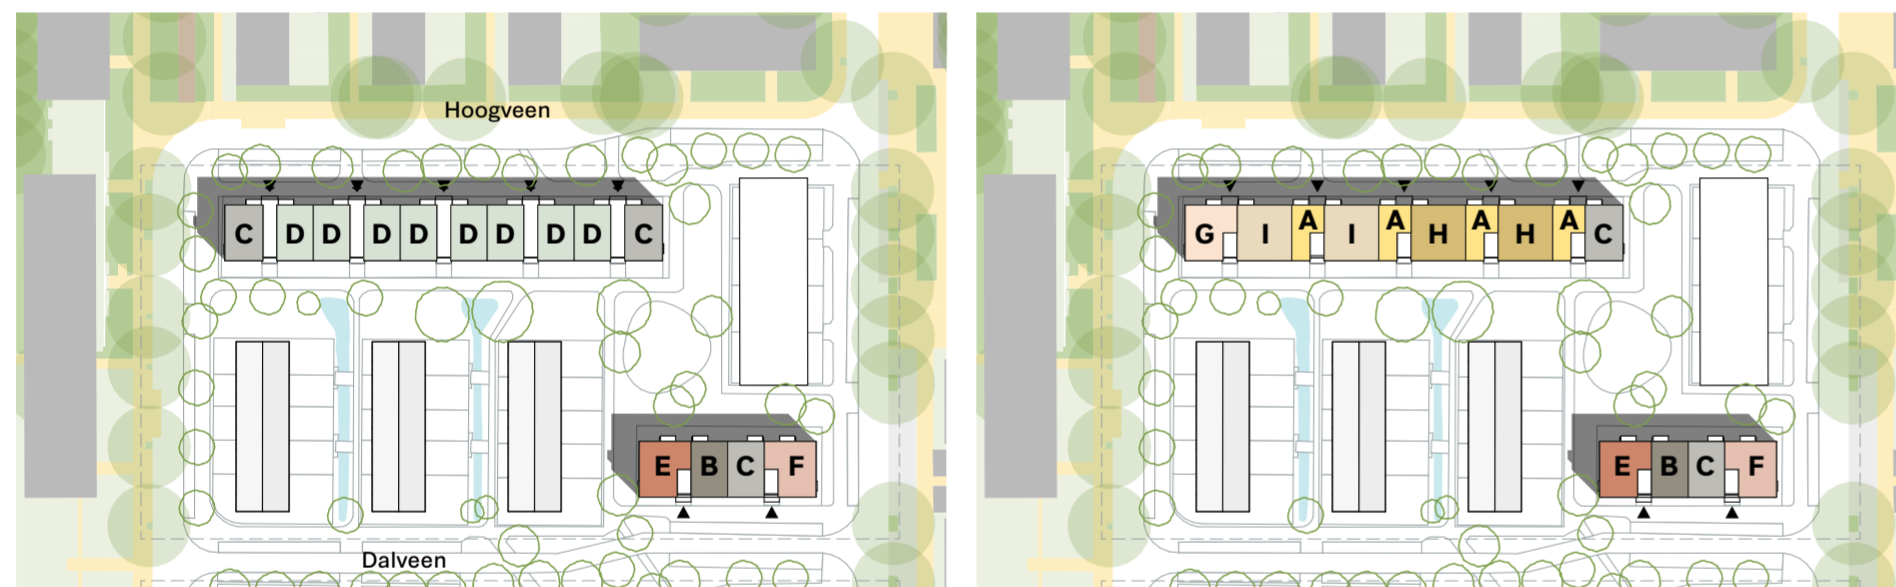 Hoogveen
C D D D D D D D D C
E B C F
Dalveen
G I A I A H A H A C
E B C F